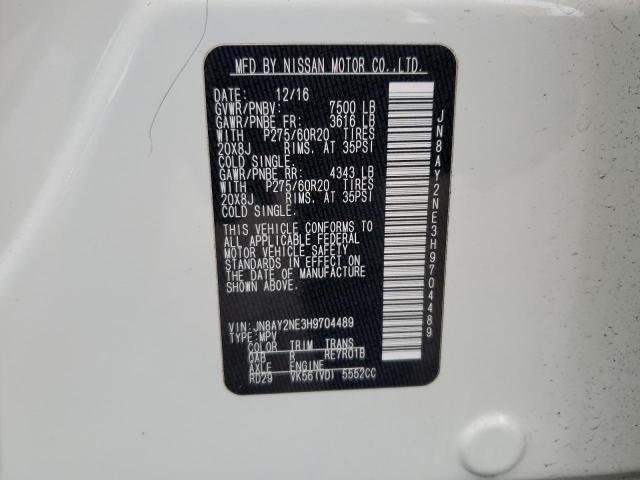 MFD BY NISSAN MOTOR CO.,LTD.
DATE: 12/16
GVWR/PNBV: 7500 LB
GAWR/PNBE FR: 3616 LB
WITH P275/60R20 TIRES
20X8J RIMS. AT 35PSI
COLD SINGLE.
GAWR/PNBE RR: 4343 LB
WITH P275/60R20 TIRES
20X8J RIMS. AT 35PSI
COLD SINGLE.
THIS VEHICLE CONFORMS TO
ALL APPLICABLE FEDERAL
MOTOR VEHICLE SAFETY
STANDARDS IN EFFECT ON
THE DATE OF MANUFACTURE
SHOWN ABOVE.
VIN:JN8AY2NE3H9704489
TYPE:MPV
COLOR TRIM TRANS
QAB R RE7R01B
AXLE ENGINE
RD29 VK56(VD) 5552CC
JN8AY2NE3H9704489